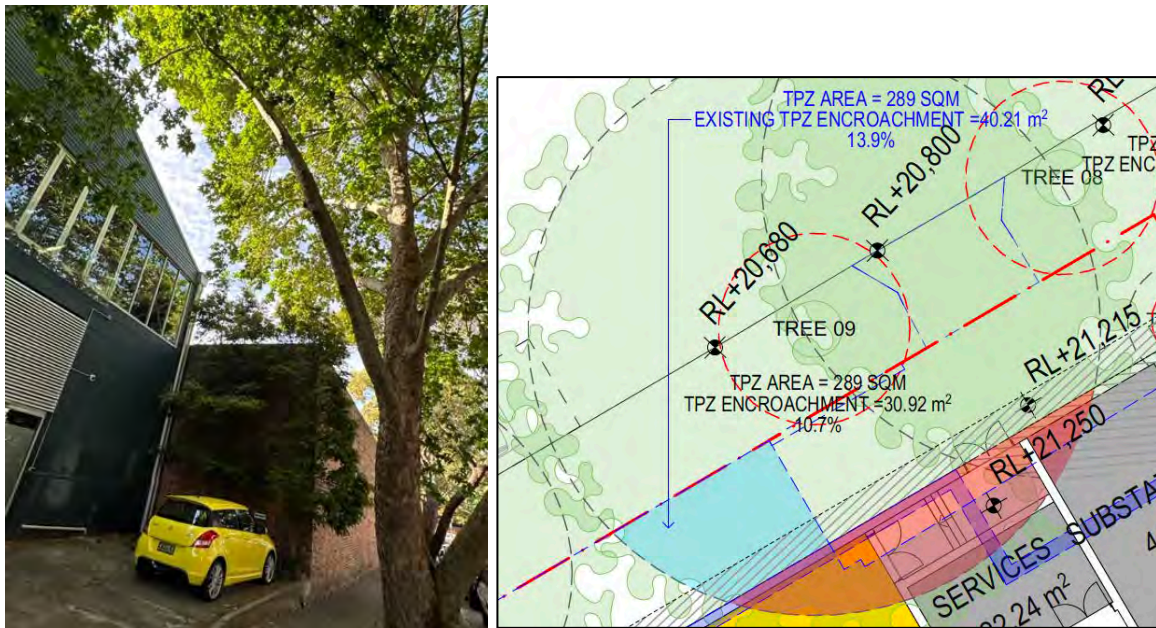 TPZ AREA = 289 SQM
EXISTING TPZ ENCROACHMENT =40.21 m²
13.9%
RL+20,800
TREE 08
RL+20,680
TREE 09
RL+21,215
TPZ AREA = 289 SQM
TPZ ENCROACHMENT =30.92 m²
10.7%
RL+21,250
SERVICES